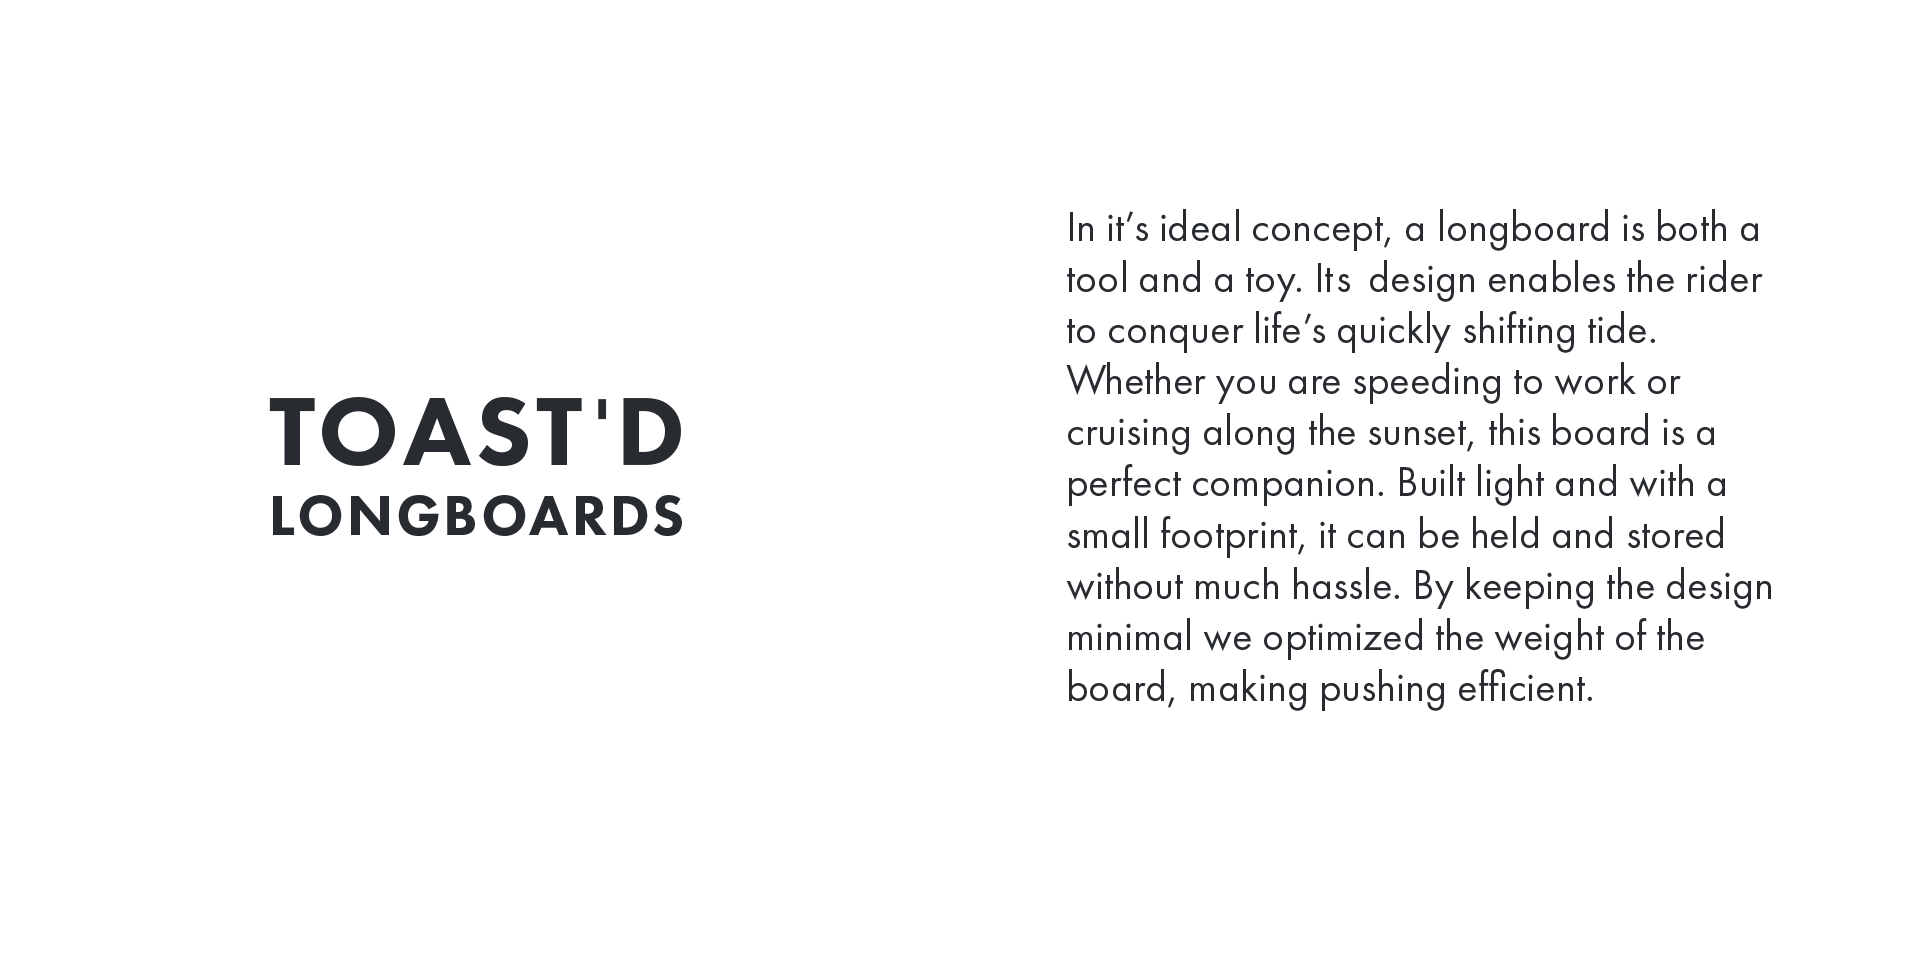 TOAST'D
LONGBOARDS
In it’s ideal concept, a longboard is both a
tool and a toy. Its  design enables the rider
to conquer life’s quickly shifting tide.
Whether you are speeding to work or
cruising along the sunset, this board is a
perfect companion. Built light and with a
small footprint, it can be held and stored
without much hassle. By keeping the design
minimal we optimized the weight of the
board, making pushing efficient.